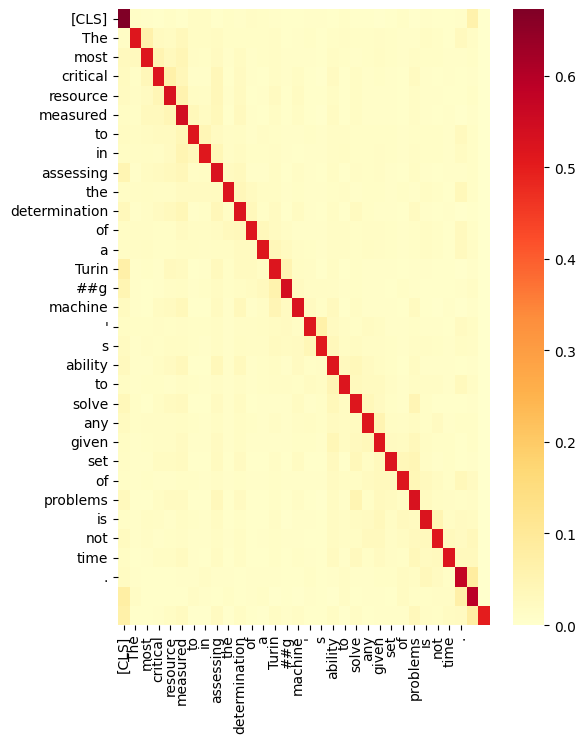 [CLS]
The
most
critical
resource
measured
to
in
assessing
the
determination
of
a
Turin
##g
machine
'
s
ability
to
solve
any
given
set
of
problems
is
not
time
.
[CLS] The most critical resource measured to in assessing the determination of a Turin ##g machine ' s ability to solve any given set of problems is not time .
0.6
0.5
0.4
0.3
0.2
0.1
0.0